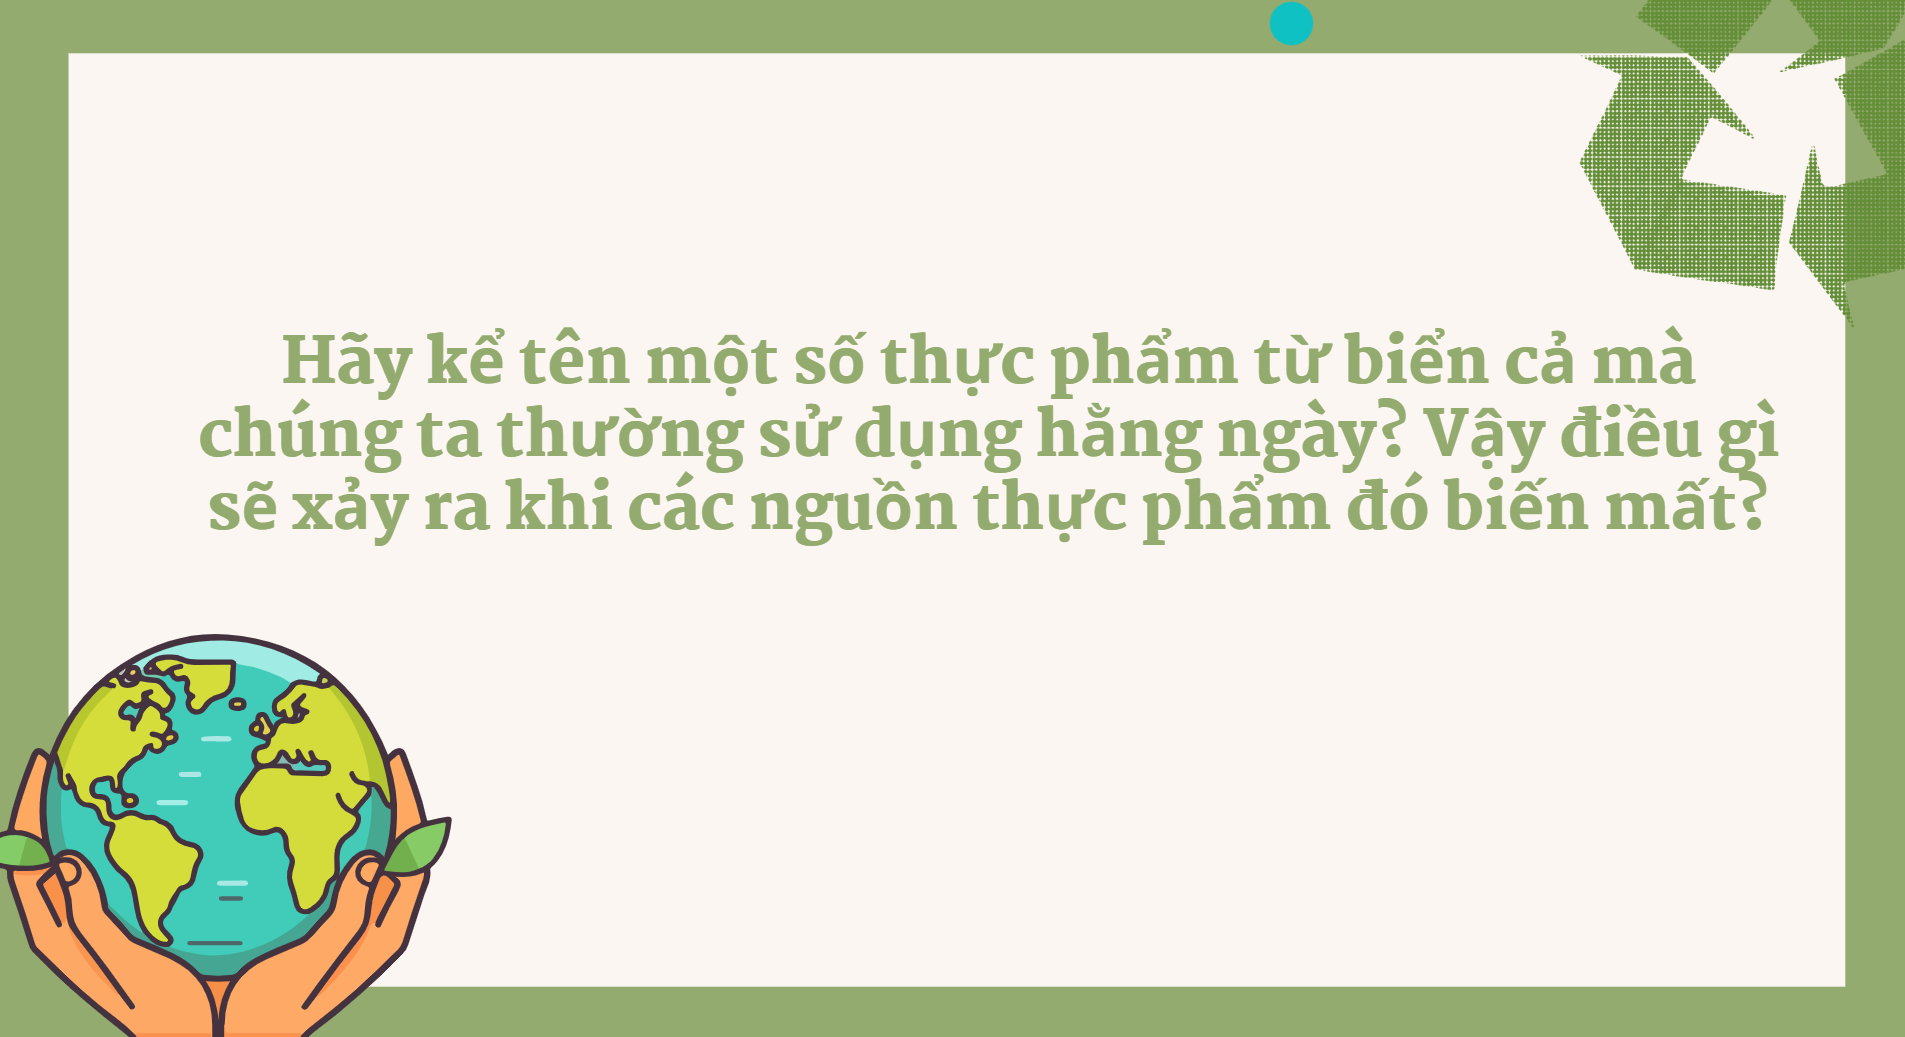 Hãy kể tên một số thực phẩm từ biển cả mà
chúng ta thường sử dụng hằng ngày? Vậy điều gì
sẽ xảy ra khi các nguồn thực phẩm đó biến mất?